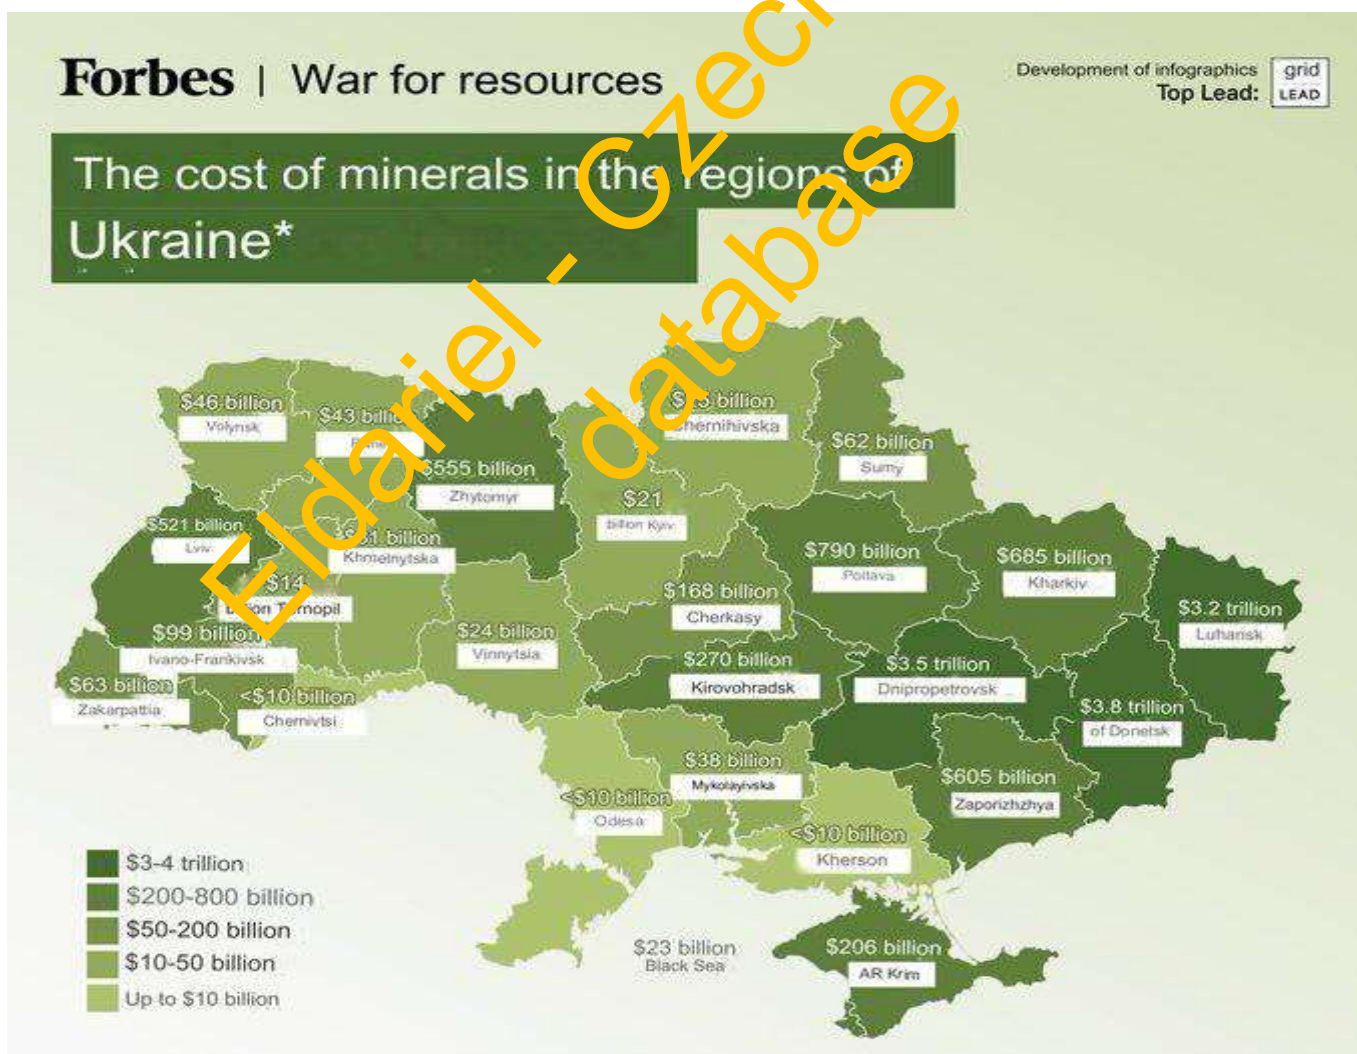 Forbes | War for resources
Development of infographics
Top Lead:
grid
LEAD
The cost of minerals in the regions of
Ukraine*
Eldariel - Czech
database
$46 billion
Volynsk
$43 billion
billion
Chernihivska
$62 billion
Sumy
$555 billion
Zhytomyr
$21
billion Kyiv
$521 billion
Lviv
billion
Khmelnytska
$790 billion
Poltava
$685 billion
Kharkiv
$14
billion Ternopil
$168 billion
Cherkasy
$3.2 trillion
Luhansk
$99 billion
Ivano-Frankivsk
$24 billion
Vinnytsia
$270 billion
Kirovohradsk
$3.5 trillion
Dnipropetrovsk
$63 billion
Zakarpattia
<$10 billion
Chernivtsi
$3.8 trillion
of Donetsk
$38 billion
Mykolayivska
$605 billion
Zaporizhzhya
<$10 billion
Odesa
<$10 billion
Kherson
$23 billion
Black Sea
$206 billion
AR Krim
$3-4 trillion
$200-800 billion
$50-200 billion
$10-50 billion
Up to $10 billion